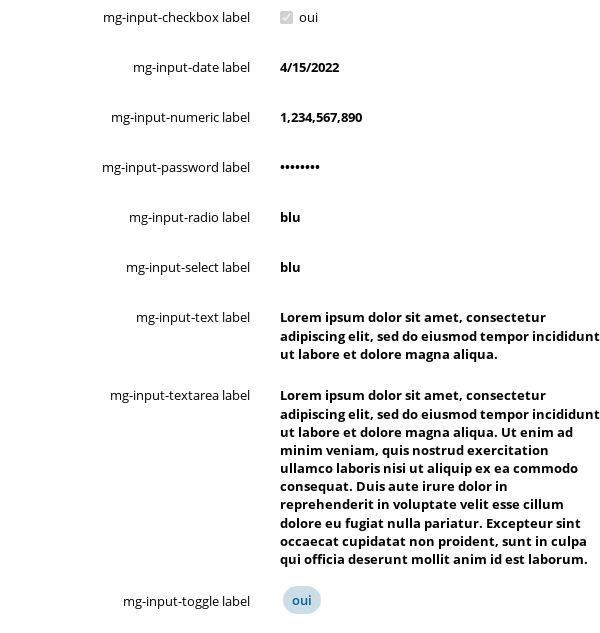 mg-input-checkbox label oui
mg-input-date label 4/15/2022
mg-input-numeric label 1,234,567,890
mg-input-password label ••••••••
mg-input-radio label blu
mg-input-select label blu
mg-input-text label Lorem ipsum dolor sit amet, consectetur
adipiscing elit, sed do eiusmod tempor incididunt
ut labore et dolore magna aliqua.
mg-input-textarea label Lorem ipsum dolor sit amet, consectetur
adipiscing elit, sed do eiusmod tempor incididunt
ut labore et dolore magna aliqua. Ut enim ad
minim veniam, quis nostrud exercitation
ullamco laboris nisi ut aliquip ex ea commodo
consequat. Duis aute irure dolor in
reprehenderit in voluptate velit esse cillum
dolore eu fugiat nulla pariatur. Excepteur sint
occaecat cupidatat non proident, sunt in culpa
qui officia deserunt mollit anim id est laborum.
mg-input-toggle label oui